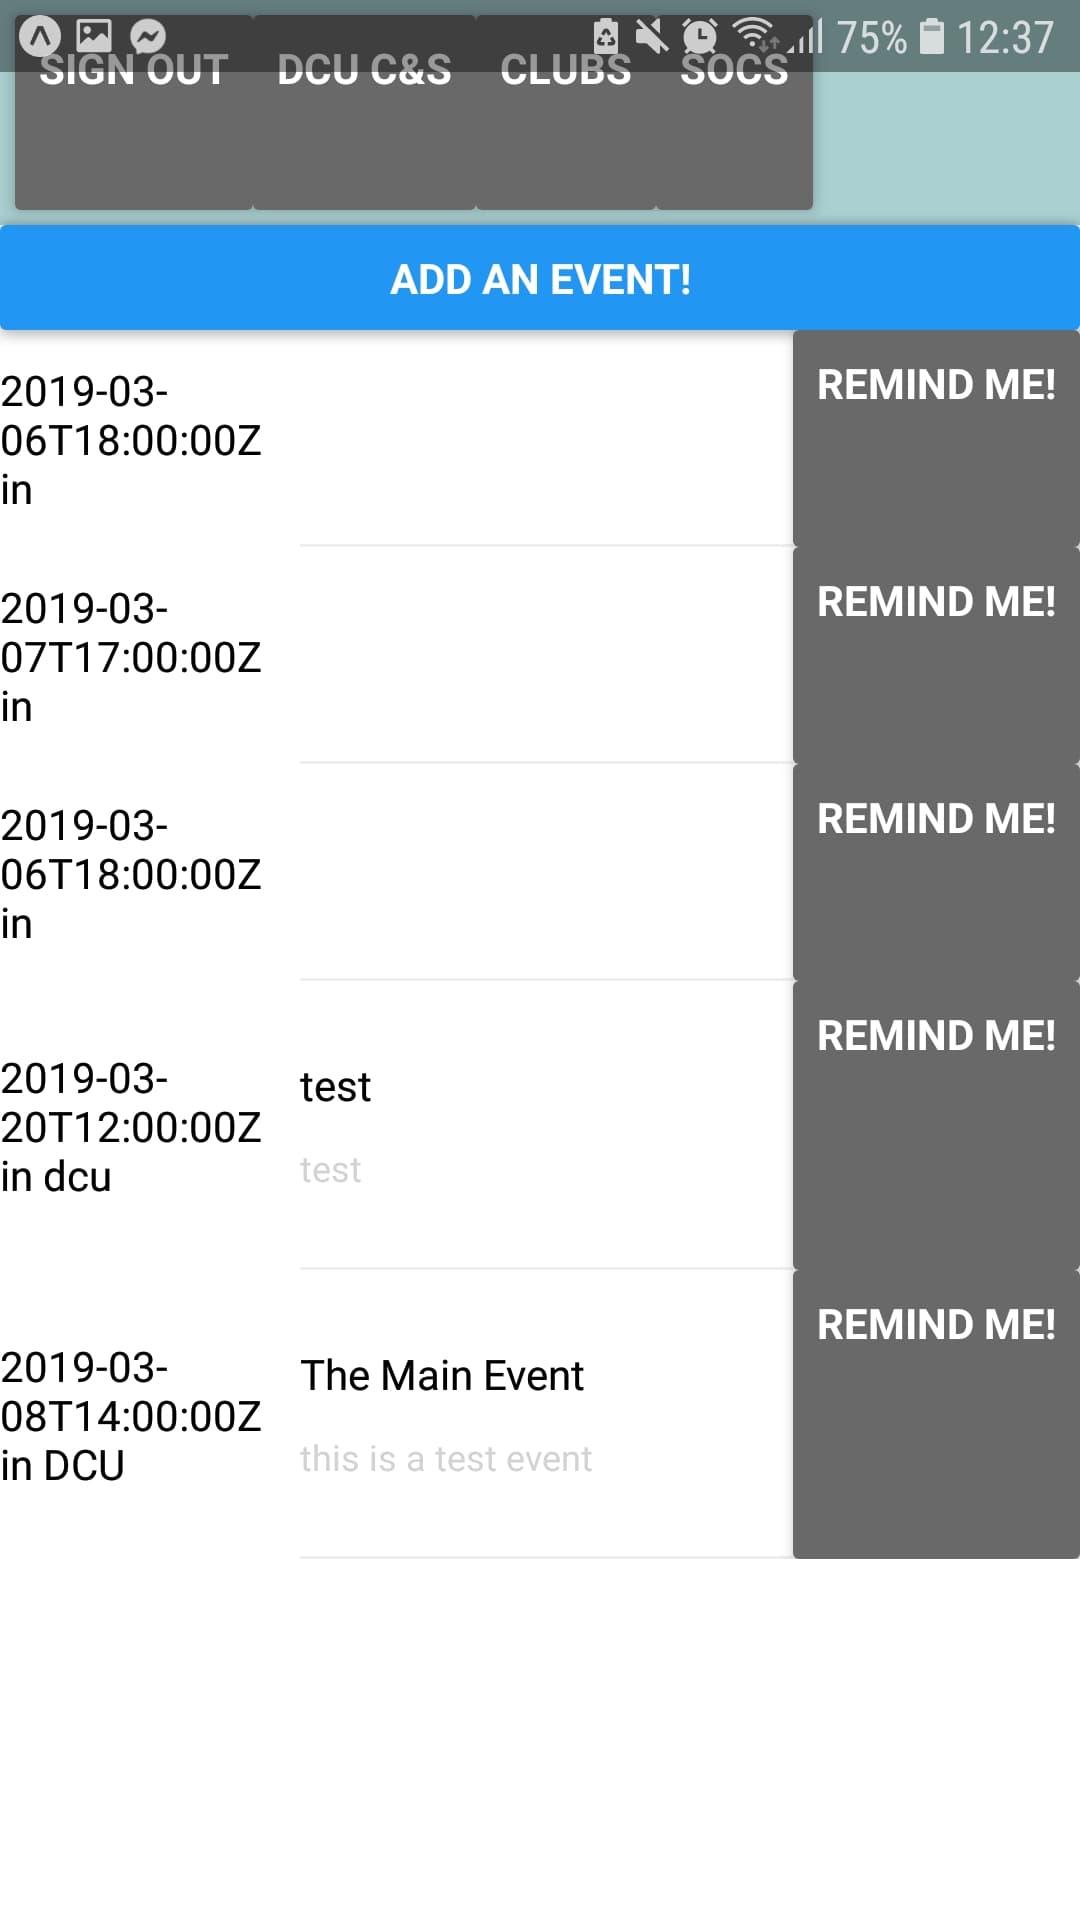 75% 12:37
SIGN OUT DCU C&S CLUBS SOCS
ADD AN EVENT!
2019-03-
06T18:00:00Z
in
REMIND ME!
2019-03-
07T17:00:00Z
in
REMIND ME!
2019-03-
06T18:00:00Z
in
REMIND ME!
2019-03-
20T12:00:00Z
in dcu
test
test
REMIND ME!
2019-03-
08T14:00:00Z
in DCU
The Main Event
this is a test event
REMIND ME!